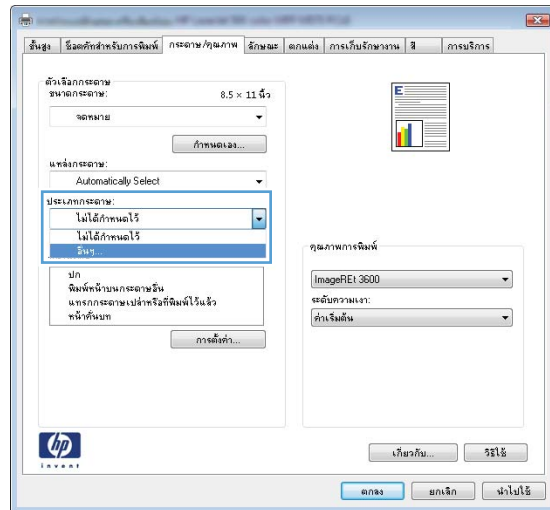 ขั้นสูง ช็อตคัทสำหรับการพิมพ์ กระดาษ/คุณภาพ ลักษณะ ตกแต่ง การเก็บรักษางาน สี การบริการ
ตัวเลือกกระดาษ
ขนาดกระดาษ: 8.5 × 11 นิ้ว
จดหมาย
กำหนดเอง...
แหล่งกระดาษ:
Automatically Select
ประเภทกระดาษ:
ไม่ได้กำหนดไว้
ไม่ได้กำหนดไว้
อื่นๆ...
ปก
พิมพ์หน้าบนกระดาษอื่น
แทรกกระดาษเปล่าหรือที่พิมพ์ไว้แล้ว
หน้าคั่นบท
การตั้งค่า...
E
คุณภาพการพิมพ์
ImageREt 3600
ระดับความเงา:
ค่าเริ่มต้น
hp
invent
เกี่ยวกับ... วิธีใช้
ตกลง ยกเลิก นำไปใช้